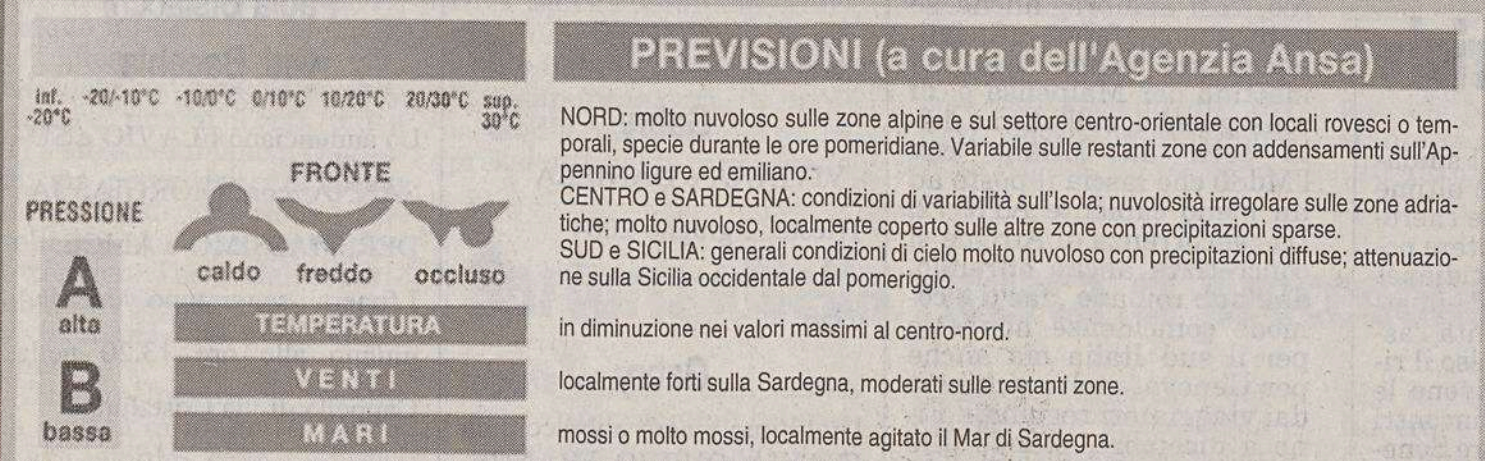 inf. -20/-10°C -10/0°C 0/10°C 10/20°C 20/30°C sup.
-20°C 30°C
FRONTE
PRESSIONE
caldo freddo occluso
A
alta
B
bassa
PREVISIONI (a cura dell'Agenzia Ansa)
NORD: molto nuvoloso sulle zone alpine e sul settore centro-orientale con locali rovesci o tem-
porali, specie durante le ore pomeridiane. Variabile sulle restanti zone con addensamenti sull'Ap-
pennino ligure ed emiliano.
CENTRO e SARDEGNA: condizioni di variabilità sull'Isola; nuvolosità irregolare sulle zone adria-
tiche; molto nuvoloso, localmente coperto sulle altre zone con precipitazioni sparse.
SUD e SICILIA: generali condizioni di cielo molto nuvoloso con precipitazioni diffuse; attenuazio-
ne sulla Sicilia occidentale dal pomeriggio.
TEMPERATURA in diminuzione nei valori massimi al centro-nord.
VENTI localmente forti sulla Sardegna, moderati sulle restanti zone.
MARI mossi o molto mossi, localmente agitato il Mar di Sardegna.